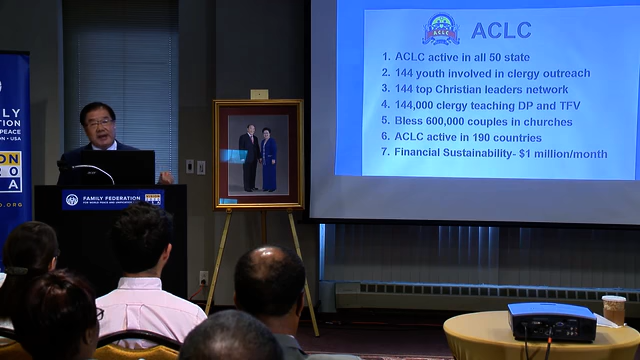 ACLC
1. ACLC active in all 50 state
2. 144 youth involved in clergy outreach
3. 144 top Christian leaders network
4. 144,000 clergy teaching DP and TFV
5. Bless 600,000 couples in churches
6. ACLC active in 190 countries
7. Financial Sustainability- $1 million/month
FAMILY FEDERATION